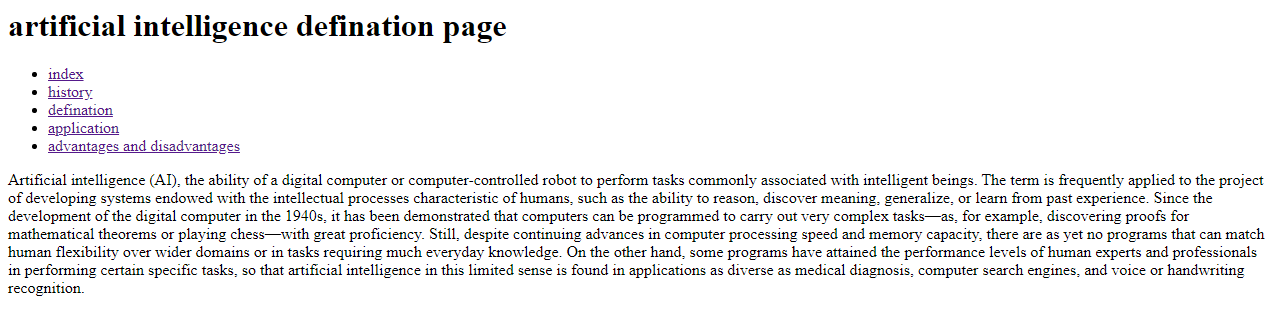 artificial intelligence defination page
index
history
defination
application
advantages and disadvantages
Artificial intelligence (AI), the ability of a digital computer or computer-controlled robot to perform tasks commonly associated with intelligent beings. The term is frequently applied to the project
of developing systems endowed with the intellectual processes characteristic of humans, such as the ability to reason, discover meaning, generalize, or learn from past experience. Since the
development of the digital computer in the 1940s, it has been demonstrated that computers can be programmed to carry out very complex tasks—as, for example, discovering proofs for
mathematical theorems or playing chess—with great proficiency. Still, despite continuing advances in computer processing speed and memory capacity, there are as yet no programs that can match
human flexibility over wider domains or in tasks requiring much everyday knowledge. On the other hand, some programs have attained the performance levels of human experts and professionals
in performing certain specific tasks, so that artificial intelligence in this limited sense is found in applications as diverse as medical diagnosis, computer search engines, and voice or handwriting
recognition.